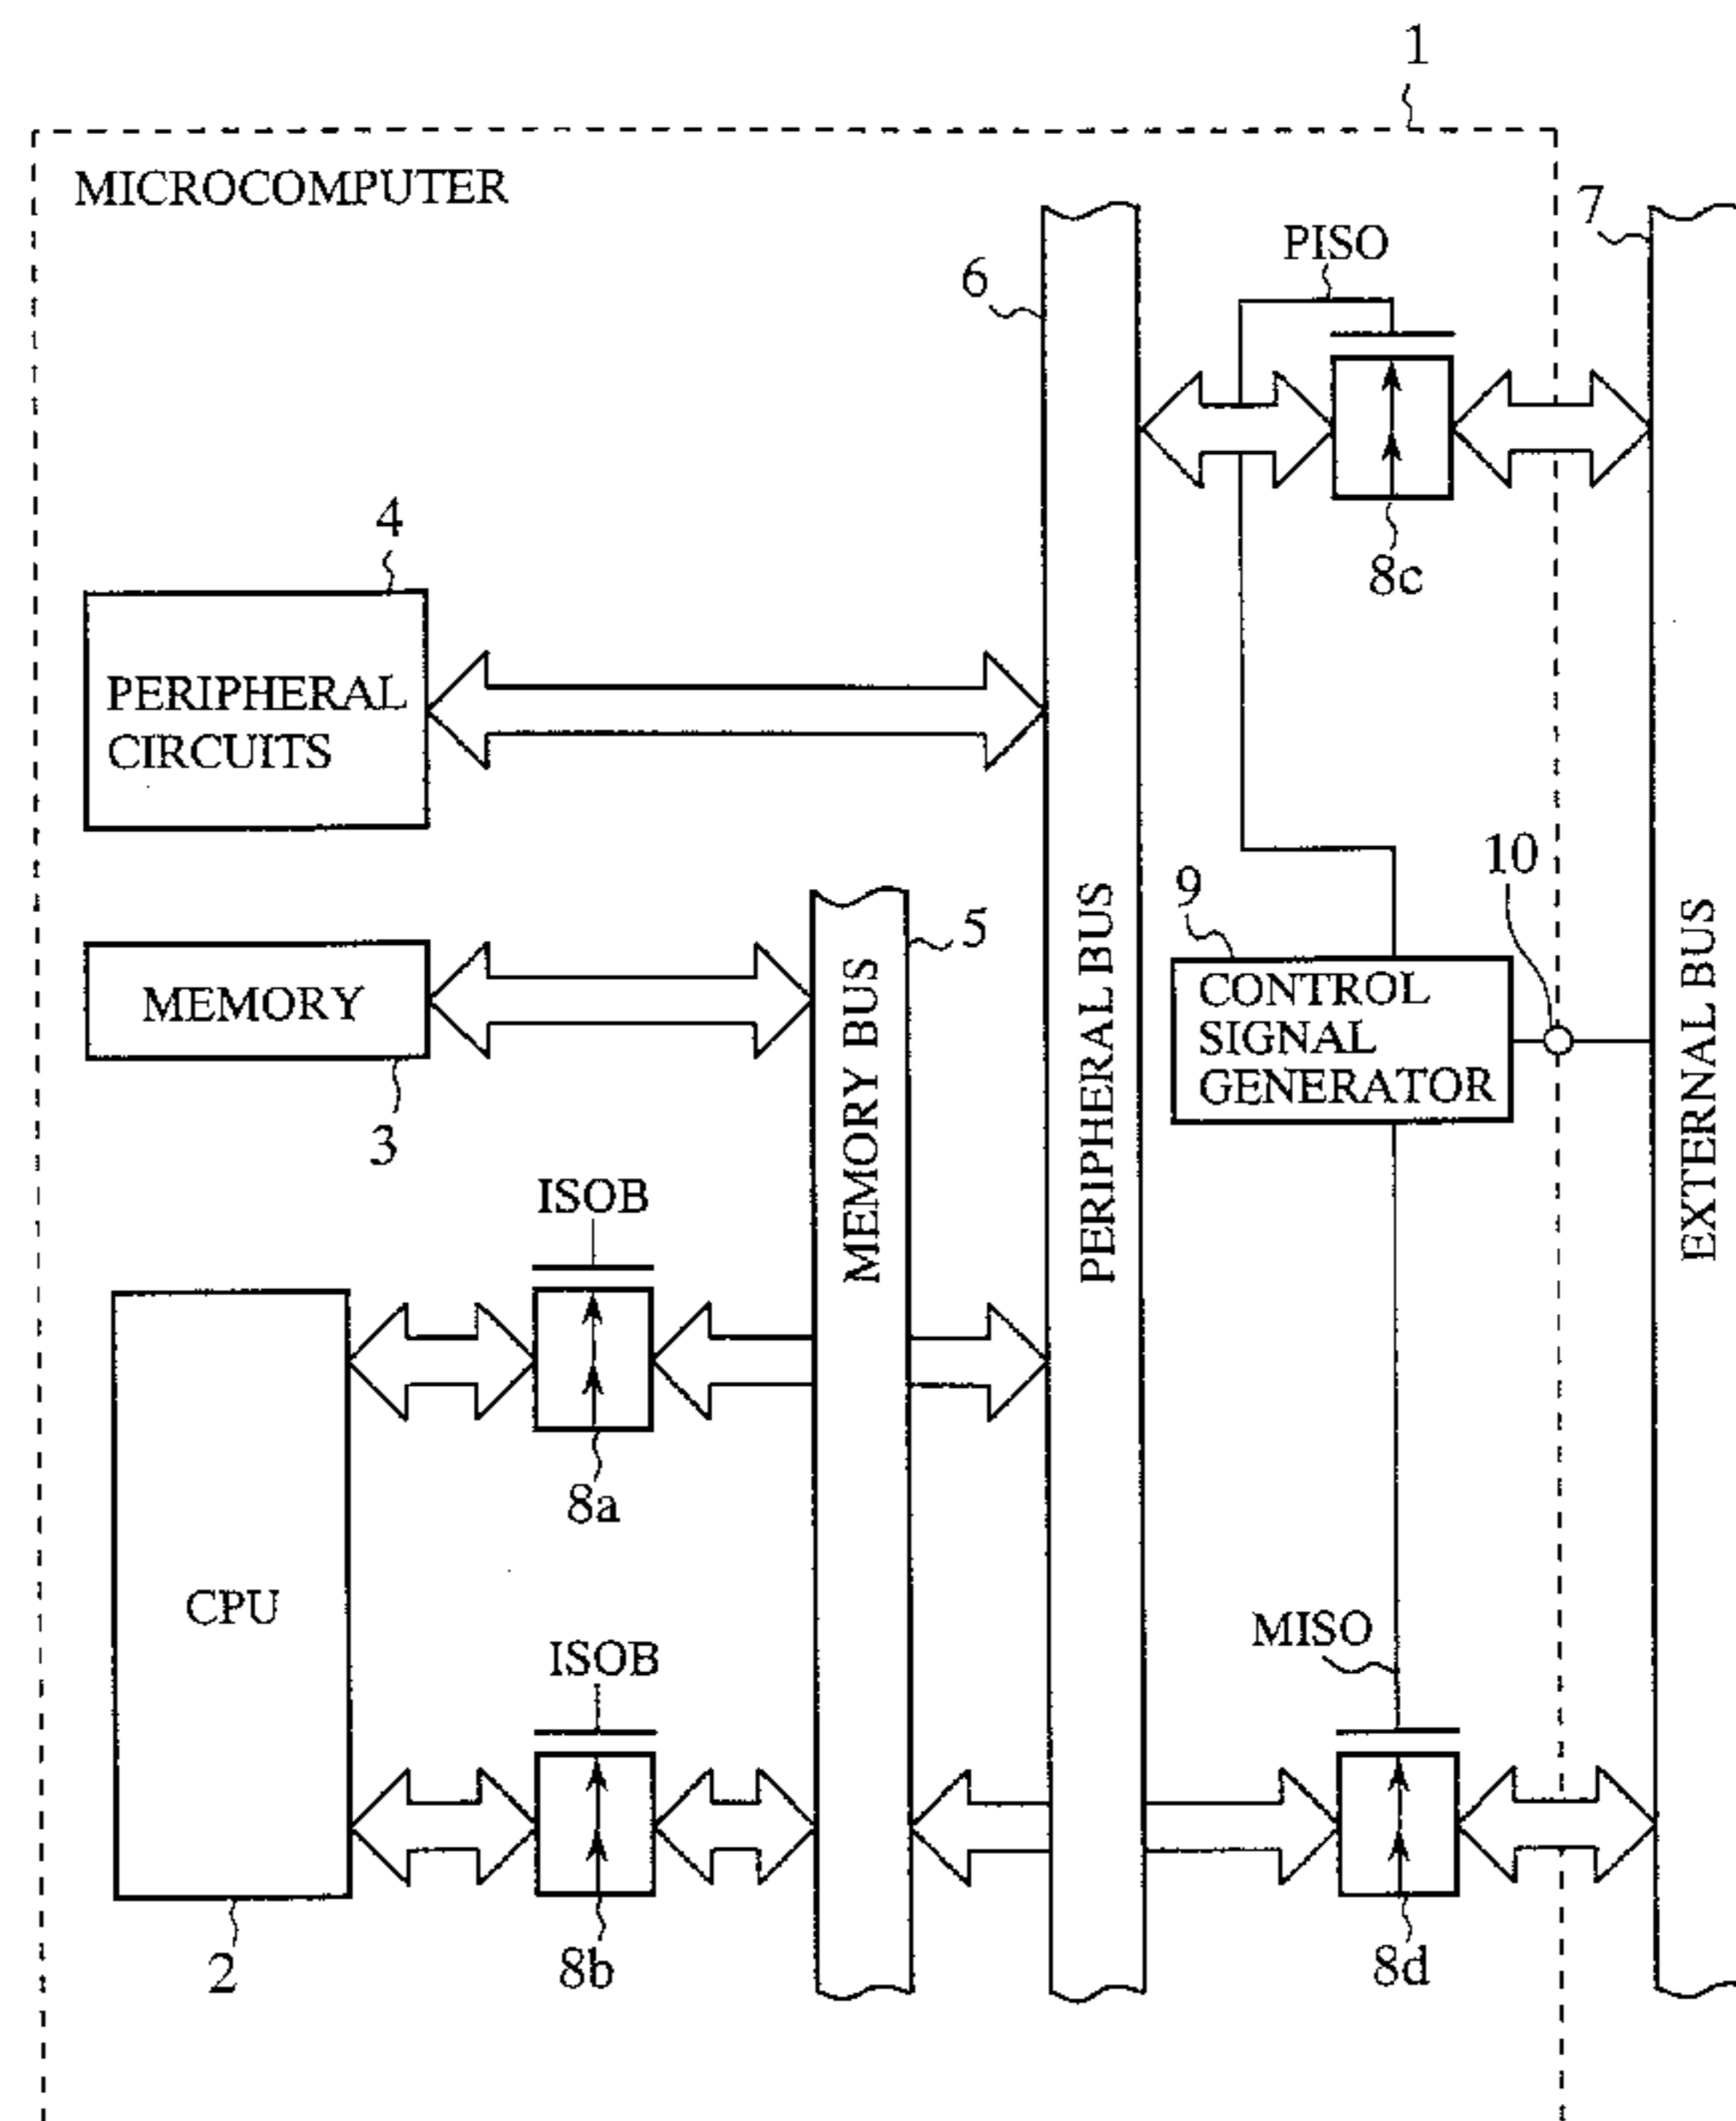 1
MICROCOMPUTER
7
PISO
6
8c
4
PERIPHERAL
CIRCUITS
10
9
5
MEMORY
3
MEMORY BUS
PERIPHERAL BUS
CONTROL
SIGNAL
GENERATOR
EXTERNAL BUS
ISOB
8a
CPU
ISOB
MISO
2
8b
8d